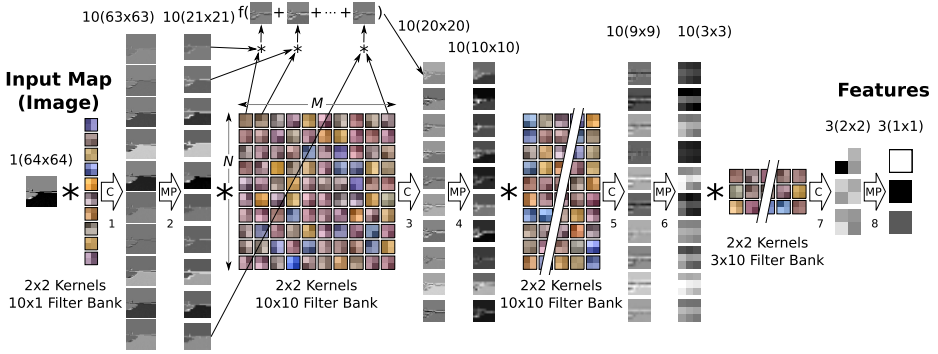 10(63x63) 10(21x21) f( + + ··· + ) 10(20x20) 10(9x9) 10(3x3)
10(10x10)
* * *
Input Map
(Image)
Features
M
3(2x2) 3(1x1)
1(64x64)
N
* C MP * C MP * C MP * C MP
1 2 3 4 5 6 7 8
2x2 Kernels
10x1 Filter Bank
2x2 Kernels
10x10 Filter Bank
2x2 Kernels
10x10 Filter Bank
2x2 Kernels
3x10 Filter Bank